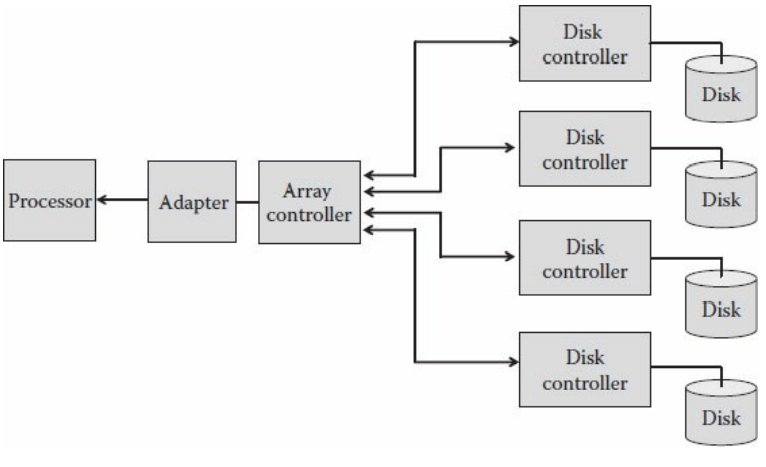 Disk
controller
Disk
Disk
controller
Disk
Processor
Adapter
Array
controller
Disk
controller
Disk
Disk
controller
Disk